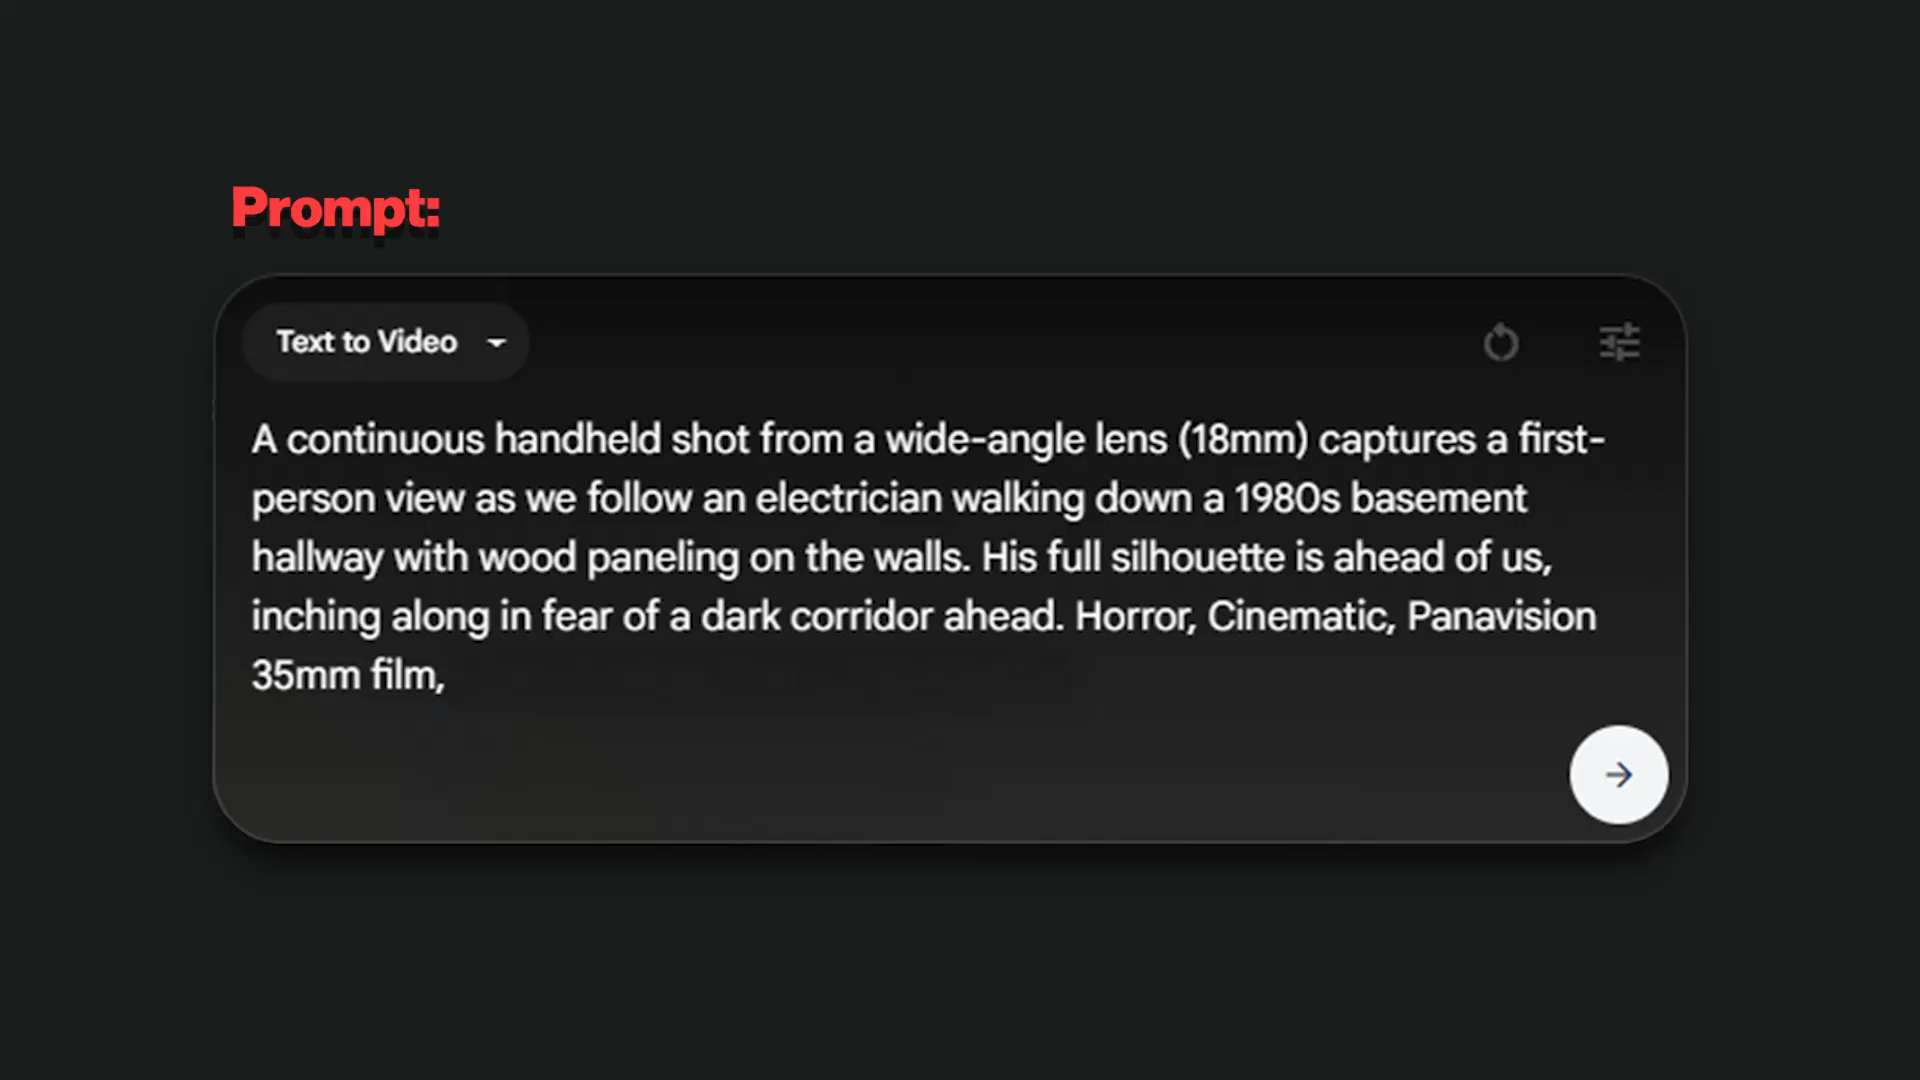 Prompt:
Text to Video
A continuous handheld shot from a wide-angle lens (18mm) captures a first-
person view as we follow an electrician walking down a 1980s basement
hallway with wood paneling on the walls. His full silhouette is ahead of us,
inching along in fear of a dark corridor ahead. Horror, Cinematic, Panavision
35mm film,